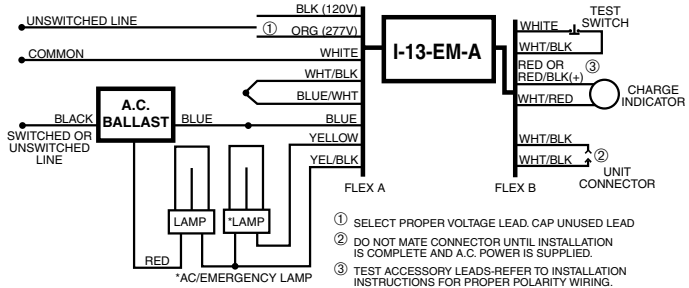 BLK (120V)
UNSWITCHED LINE
① ORG (277V)
COMMON
WHITE
WHT/BLK
BLUE/WHT
BLACK
A.C.
BALLAST
BLUE
BLUE
SWITCHED OR
UNSWITCHED
LINE
YELLOW
YEL/BLK
LAMP
*LAMP
RED
*AC/EMERGENCY LAMP
FLEX A
I-13-EM-A
FLEX B
WHITE
TEST
SWITCH
WHT/BLK
RED OR
RED/BLK(+)
③
WHT/RED
CHARGE
INDICATOR
WHT/BLK
②
WHT/BLK
UNIT
CONNECTOR
① SELECT PROPER VOLTAGE LEAD. CAP UNUSED LEAD
② DO NOT MATE CONNECTOR UNTIL INSTALLATION
IS COMPLETE AND A.C. POWER IS SUPPLIED.
③ TEST ACCESSORY LEADS-REFER TO INSTALLATION
INSTRUCTIONS FOR PROPER POLARITY WIRING.